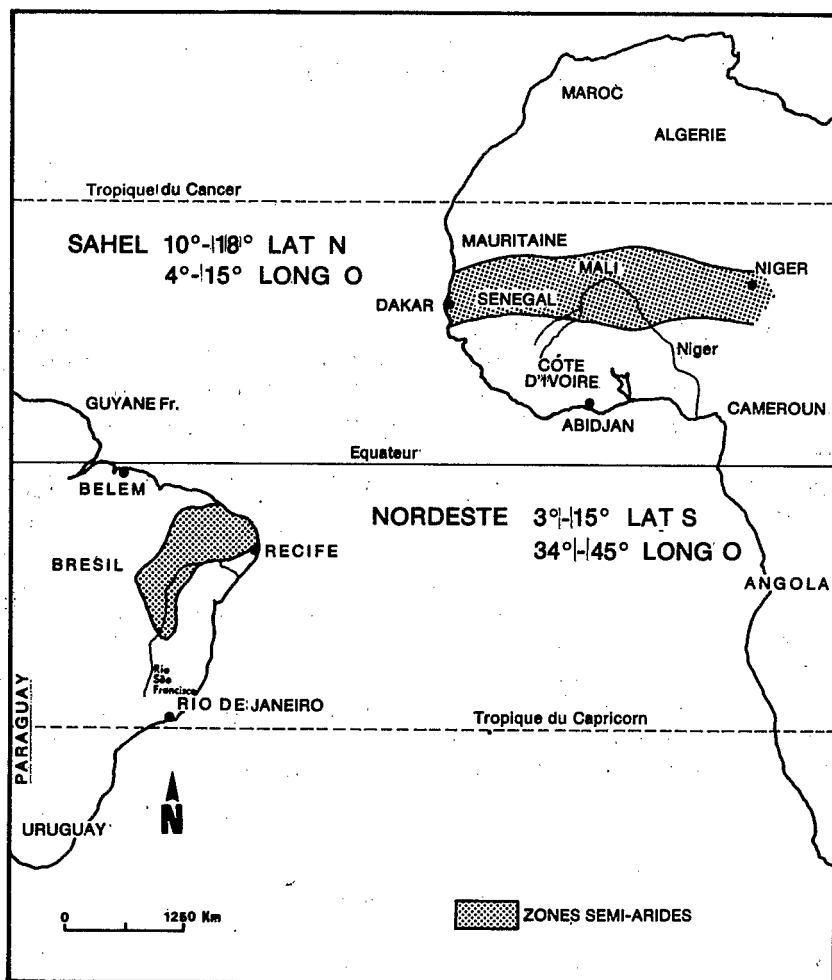 MAROC
ALGERIE
Tropique du Cancer
SAHEL 10°-18° LAT N
4°-15° LONG O
MAURITAINE
MALI
NIGER
DAKAR
SENEGAL
Niger
CÔTE
D'IVOIRE
GUYANE Fr.
ABIDJAN
CAMEROUN
Equateur
BELEM
NORDESTE 3°-15° LAT S
34°-45° LONG O
BRESIL
RECIFE
ANGOLA
Rio
São
Francisco
RIO DE JANEIRO
Tropique du Capricorn
PARAGUAY
N
URUGUAY
0 1250 Km
ZONES SEMI-ARIDES